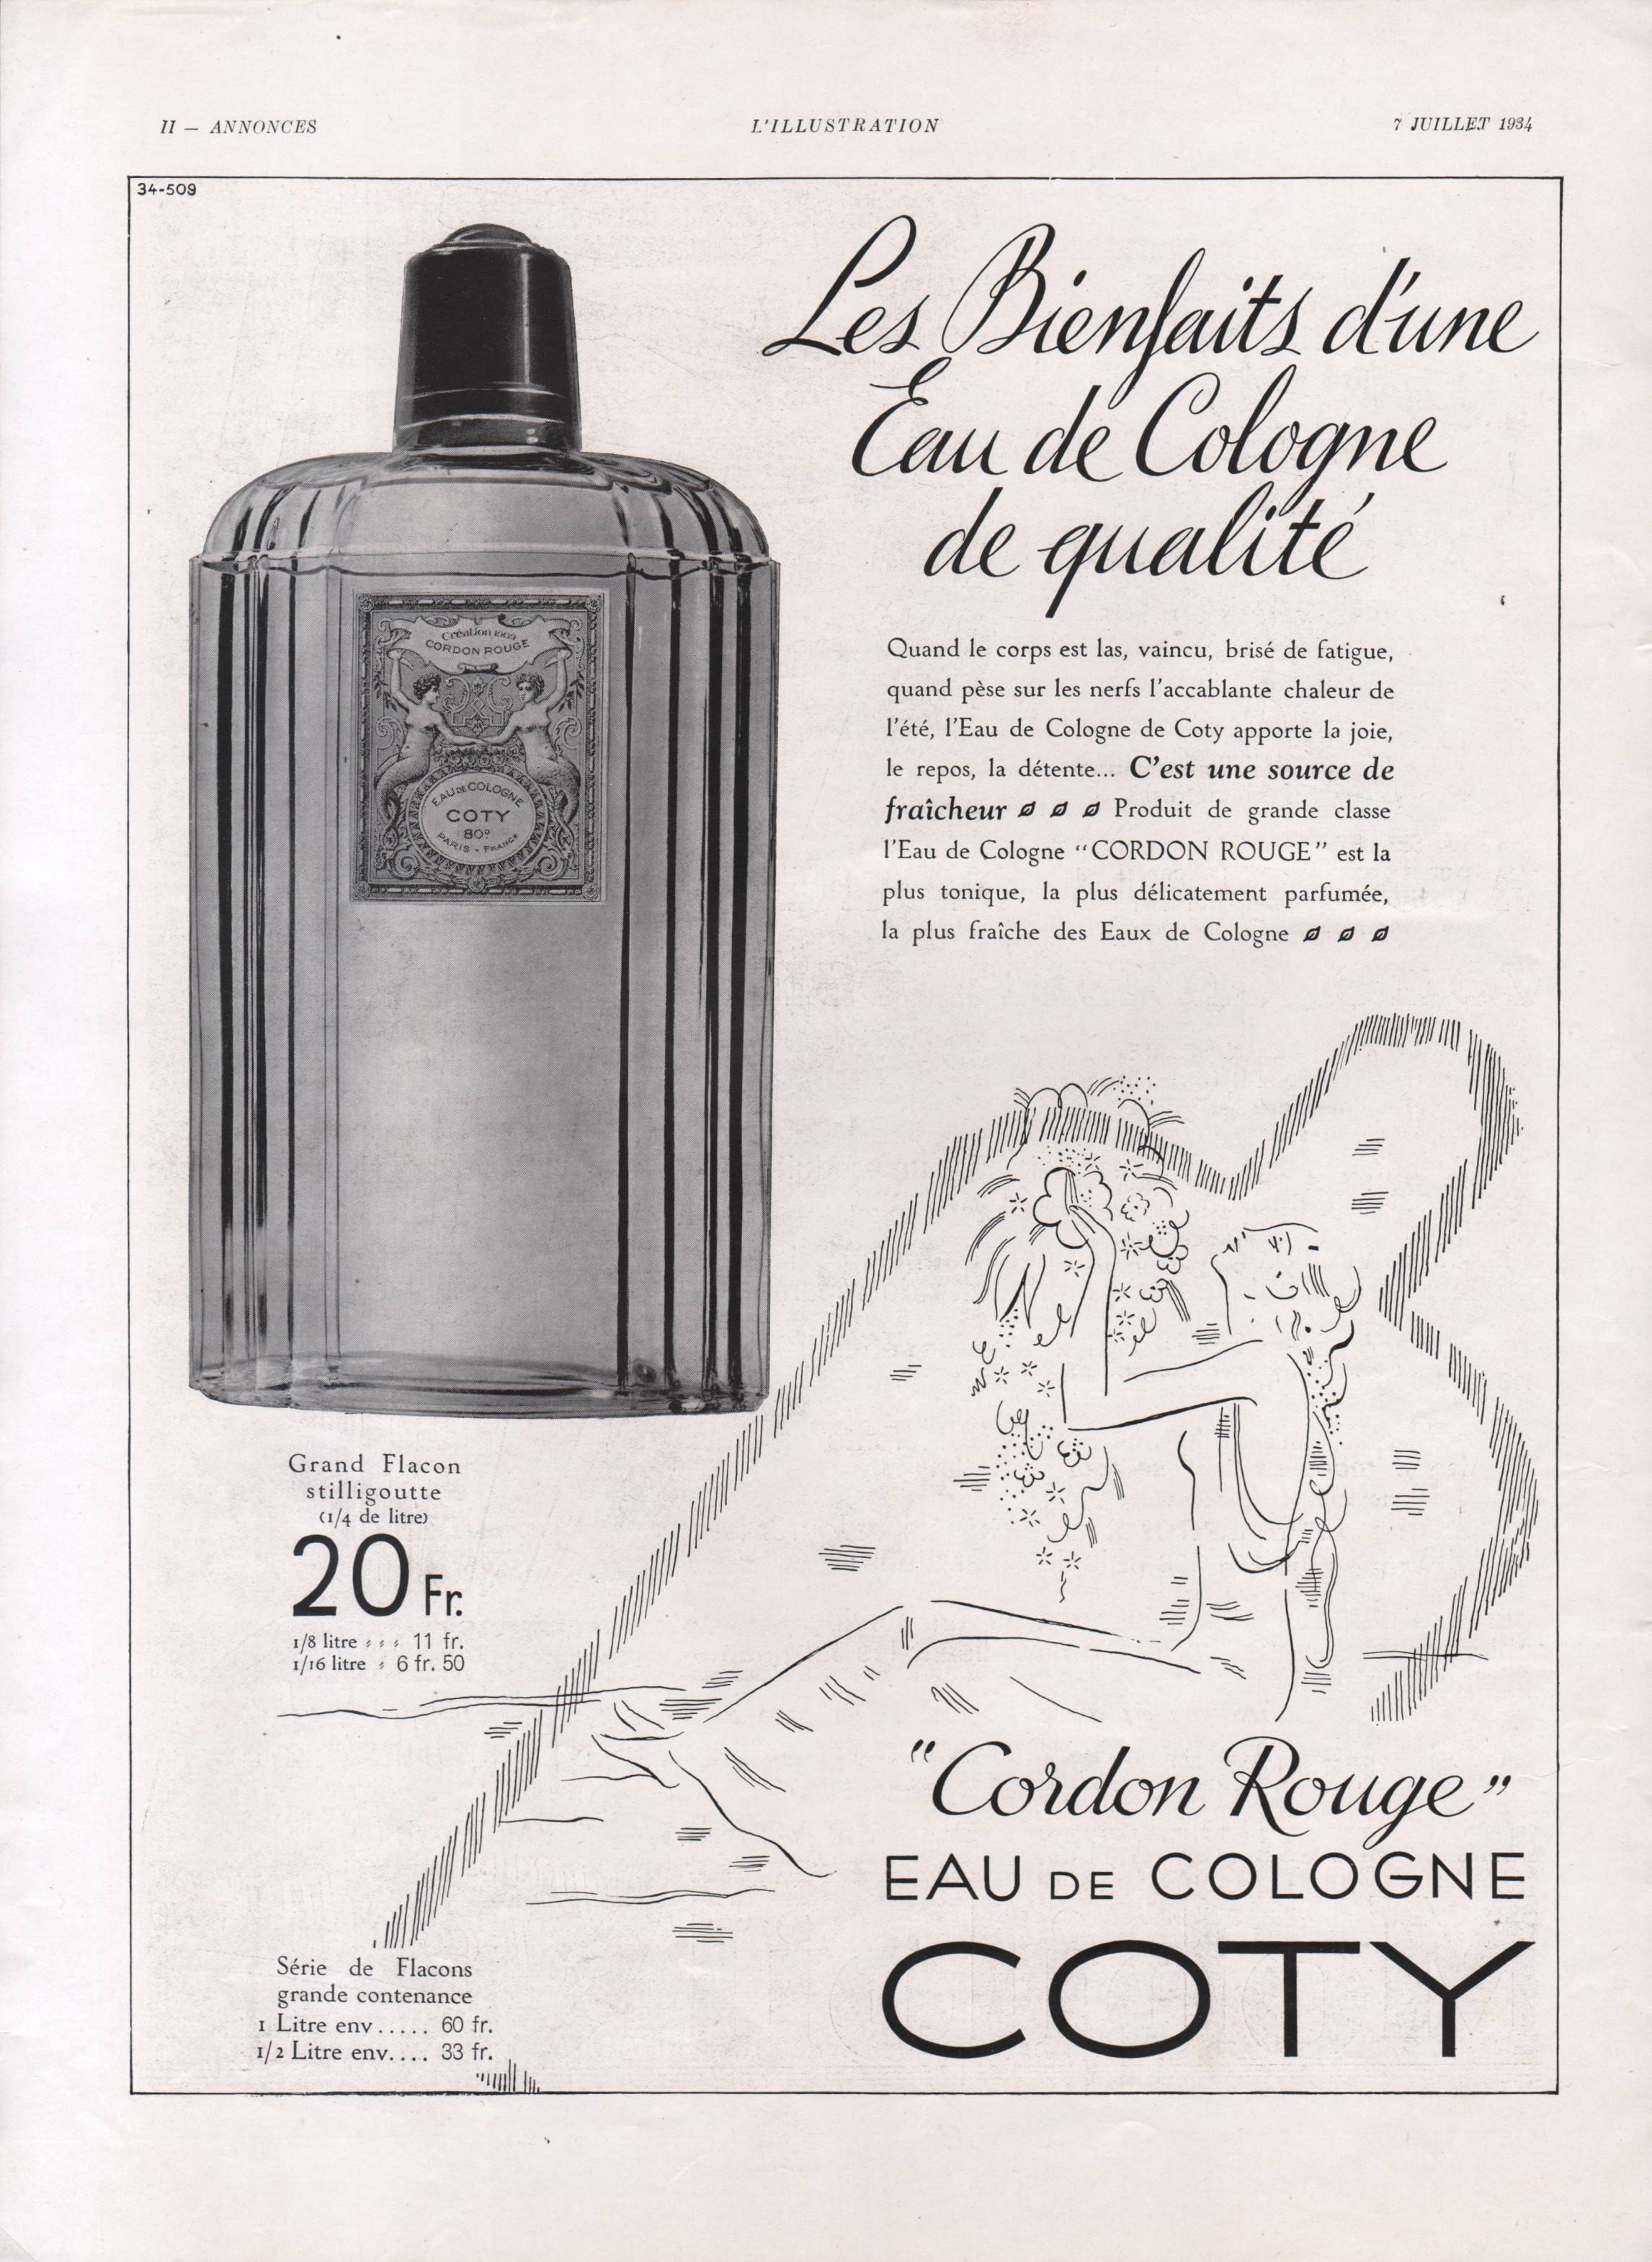 II — ANNONCES
L'ILLUSTRATION
7 JUILLET 1934
34-509
Les Bienfaits d'une
Eau de Cologne
de qualité
Création 1909
CORDON ROUGE
EAU DE COLOGNE
COTY
80°
PARIS - FRANCE
Quand le corps est las, vaincu, brisé de fatigue,
quand pèse sur les nerfs l'accablante chaleur de
l'été, l'Eau de Cologne de Coty apporte la joie,
le repos, la détente... C'est une source de
fraîcheur Produit de grande classe
l'Eau de Cologne “CORDON ROUGE” est la
plus tonique, la plus délicatement parfumée,
la plus fraîche des Eaux de Cologne
Grand Flacon
stilligoutte
(1/4 de litre)
20 Fr.
1/8 litre 11 fr.
1/16 litre 6 fr. 50
Série de Flacons
grande contenance
1 Litre env..... 60 fr.
1/2 Litre env.... 33 fr.
“Cordon Rouge”
EAU DE COLOGNE
COTY